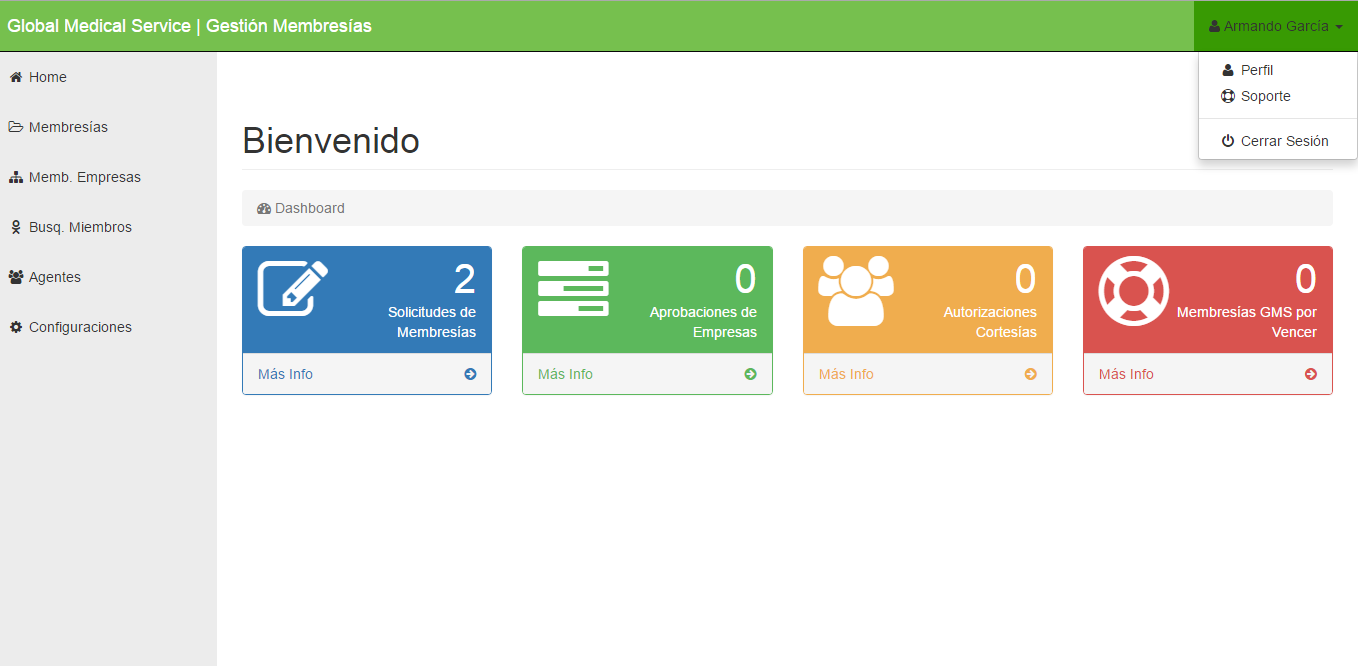 Global Medical Service | Gestión Membresías
Armando García
Perfil
Soporte
Cerrar Sesión
Home
Membresías
Memb. Empresas
Busq. Miembros
Agentes
Configuraciones
Bienvenido
Dashboard
2
Solicitudes de
Membresías
Más Info
0
Aprobaciones de
Empresas
Más Info
0
Autorizaciones
Cortesías
Más Info
0
Membresías GMS por
Vencer
Más Info